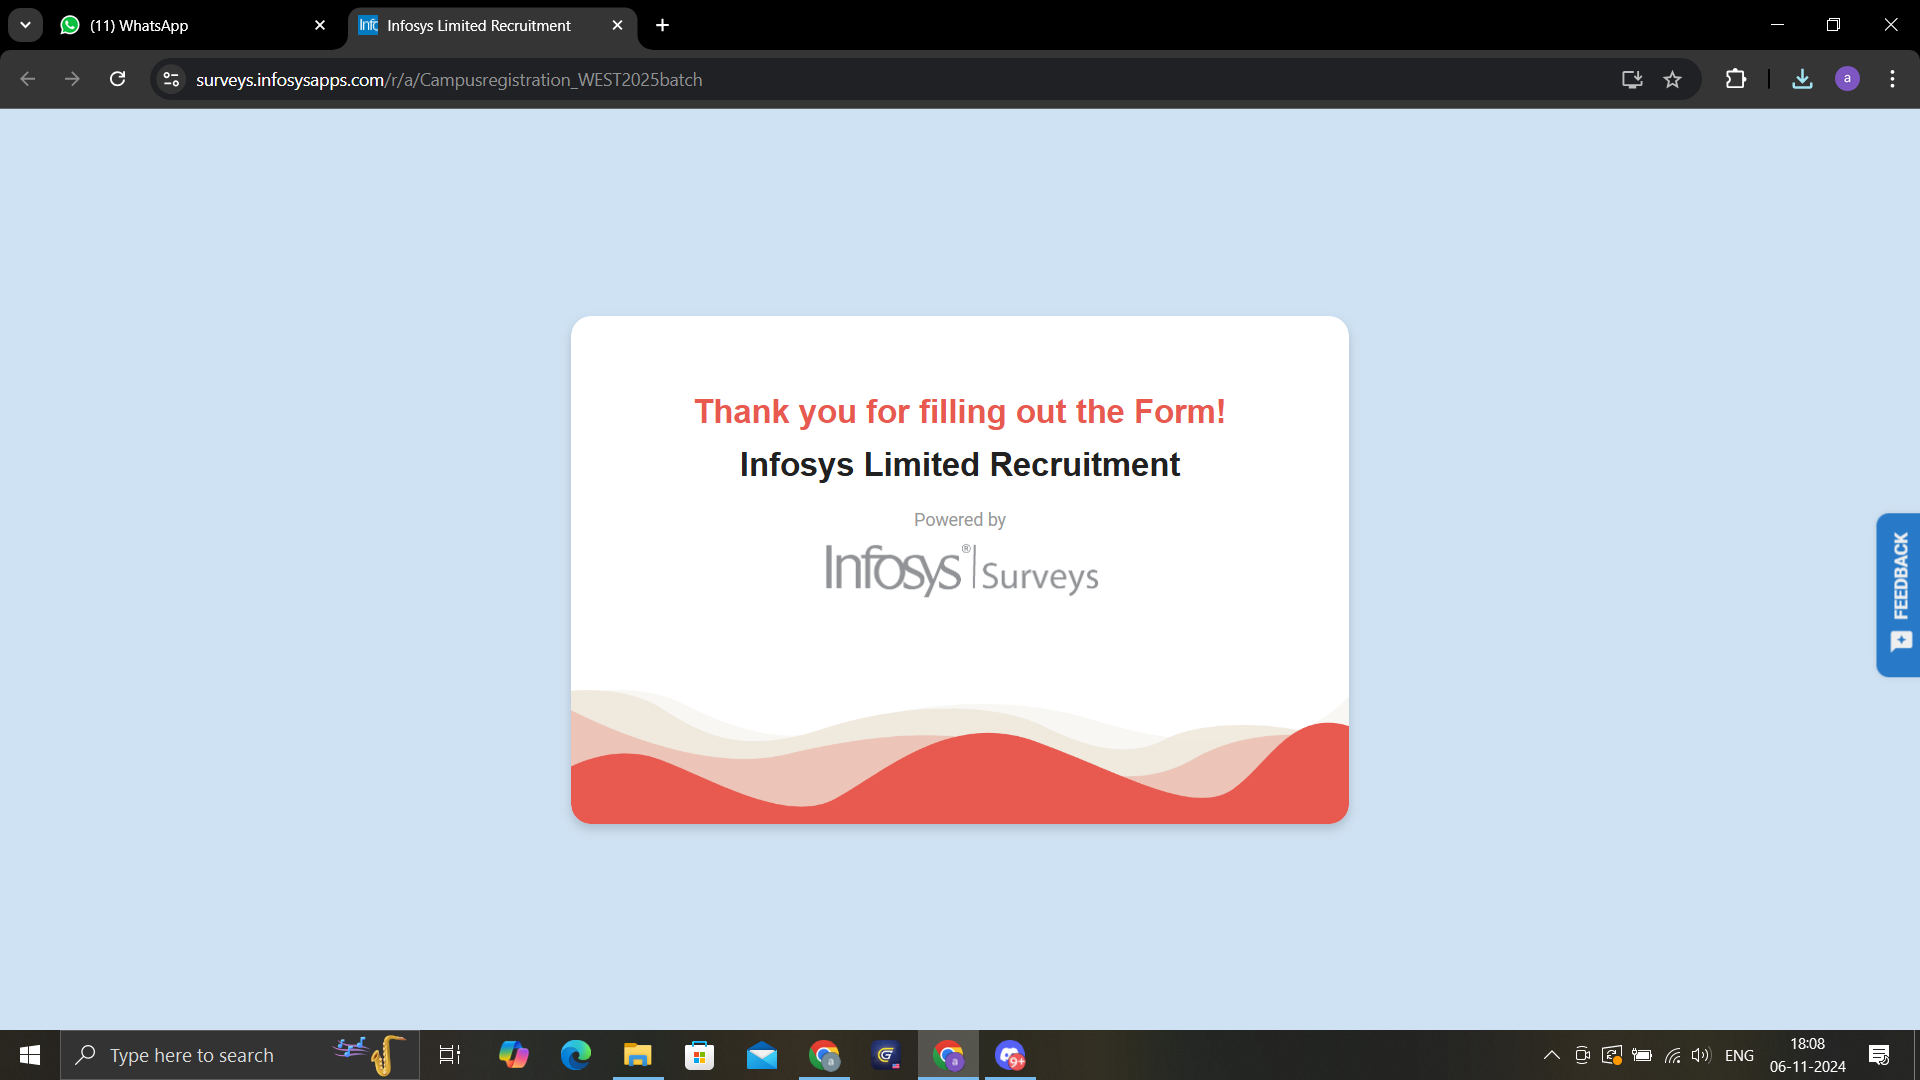 (11) WhatsApp
Infosys Limited Recruitment
surveys.infosysapps.com/r/a/Campusregistration_WEST2025batch
a
Thank you for filling out the Form!
Infosys Limited Recruitment
Powered by
Infosys® | Surveys
FEEDBACK
Type here to search
a
a
9+
ENG
18:08
06-11-2024